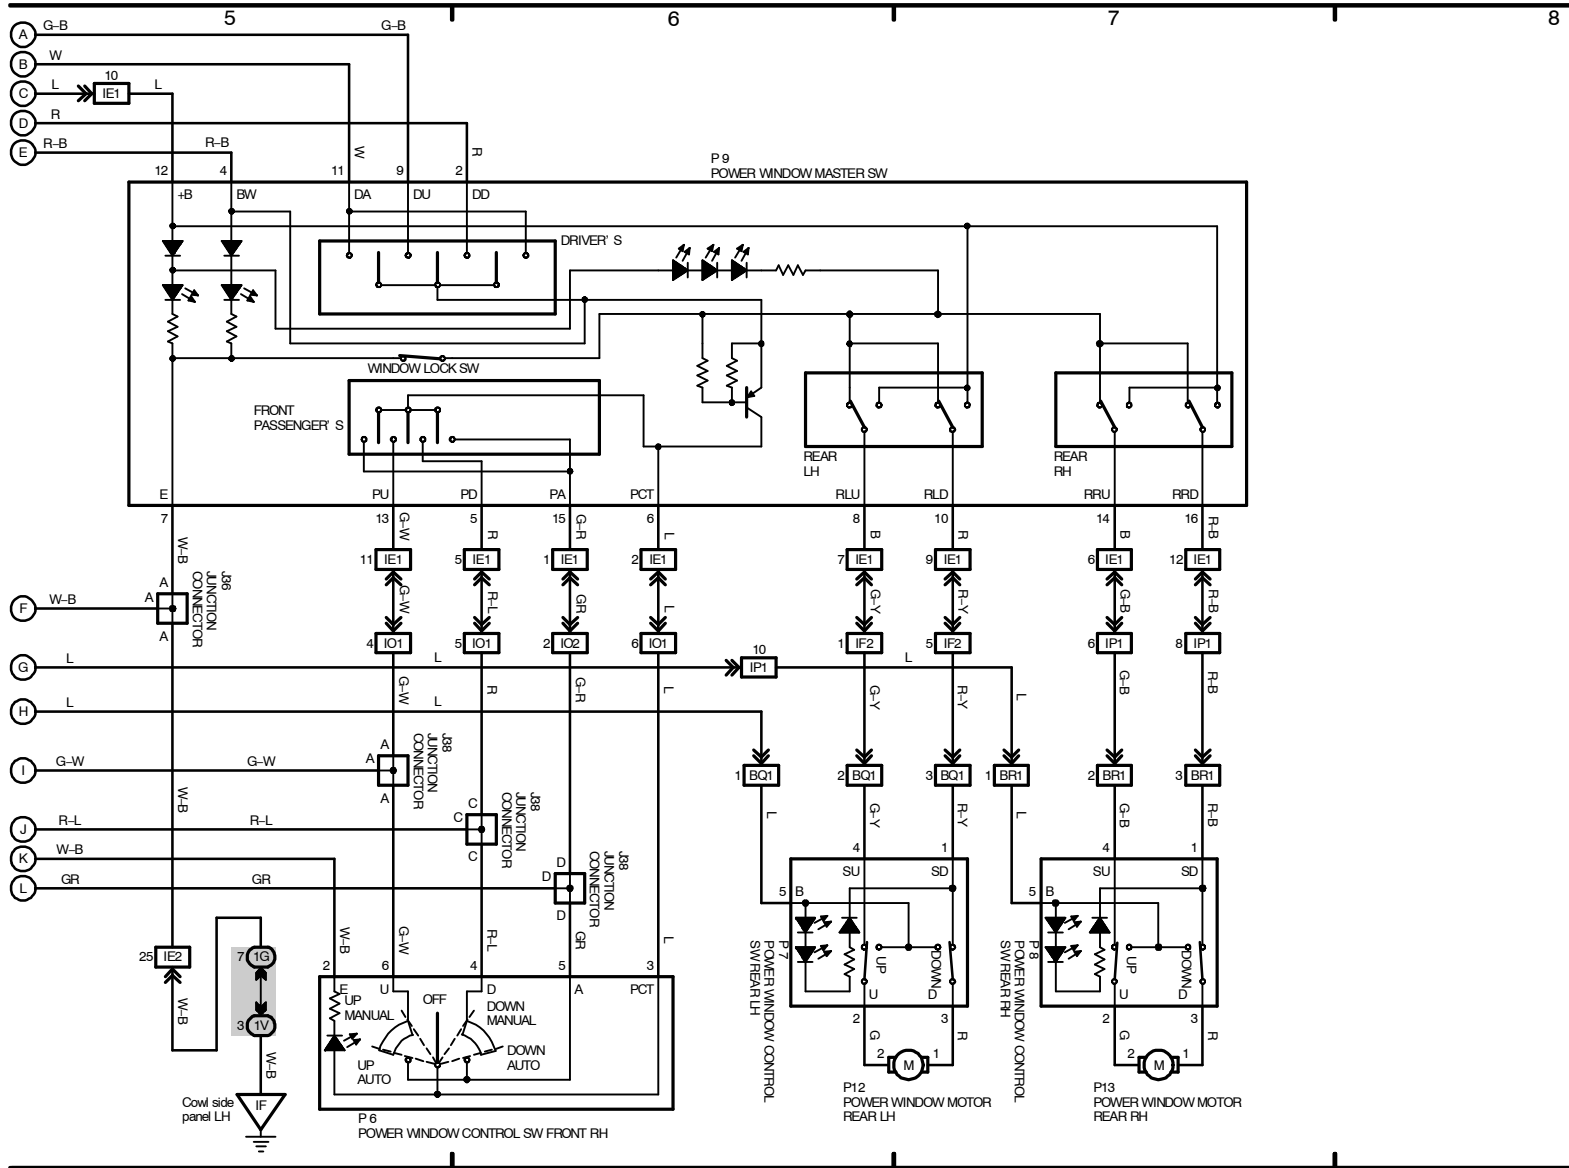 5 6 7 8
A G–B G–B
B W
C L 10 IE1 L
D R
E R–B R–B
W R
12 4 11 9 2
P 9
POWER WINDOW MASTER SW
+B BW DA DU DD
DRIVER' S
WINDOW LOCK SW
FRONT
PASSENGER' S
REAR
LH
REAR
RH
E PU PD PA PCT RLU RLD RRU RRD
7 13 5 15 6 8 10 14 16
W–B G–W R G–R L B R B R–B
11 IE1 5 IE1 1 IE1 2 IE1 7 IE1 9 IE1 6 IE1 12 IE1
J36
JUNCTION
CONNECTOR
A
A
A
F W–B
G–W R–L GR L G–Y R–Y G–B R–B
4 IO1 5 IO1 2 IO2 6 IO1 1 IF2 5 IF2 6 IP1 8 IP1
G L L 10 IP1 L
G–W R G–R L G–Y R–Y L G–B R–B
H L L
J38
JUNCTION
CONNECTOR
A
A
A
I G–W G–W
1 BQ1 2 BQ1 3 BQ1 1 BR1 2 BR1 3 BR1
W–B
J38
JUNCTION
CONNECTOR
C
C
C
L G–Y R–Y L G–B R–B
J R–L R–L
K W–B
J38
JUNCTION
CONNECTOR
D
D
D
L GR GR
4 1 4 1
SU SD SU SD
5 B 5 B
W–B G–W R–L GR L
P 7
POWER WINDOW CONTROL
SW REAR LH
P 8
POWER WINDOW CONTROL
SW REAR RH
UP DOWN UP DOWN
25 IE2 7 1G
2 6 4 5 3
E U OFF D A PCT
U D U D
UP
MANUAL
DOWN
MANUAL
W–B
3 1V
2 3 2 3
G R G R
UP
AUTO
DOWN
AUTO
W–B
2 M 1 2 M 1
Cowl side
panel LH
IF
P12
POWER WINDOW MOTOR
REAR LH
P13
POWER WINDOW MOTOR
REAR RH
P 6
POWER WINDOW CONTROL SW FRONT RH